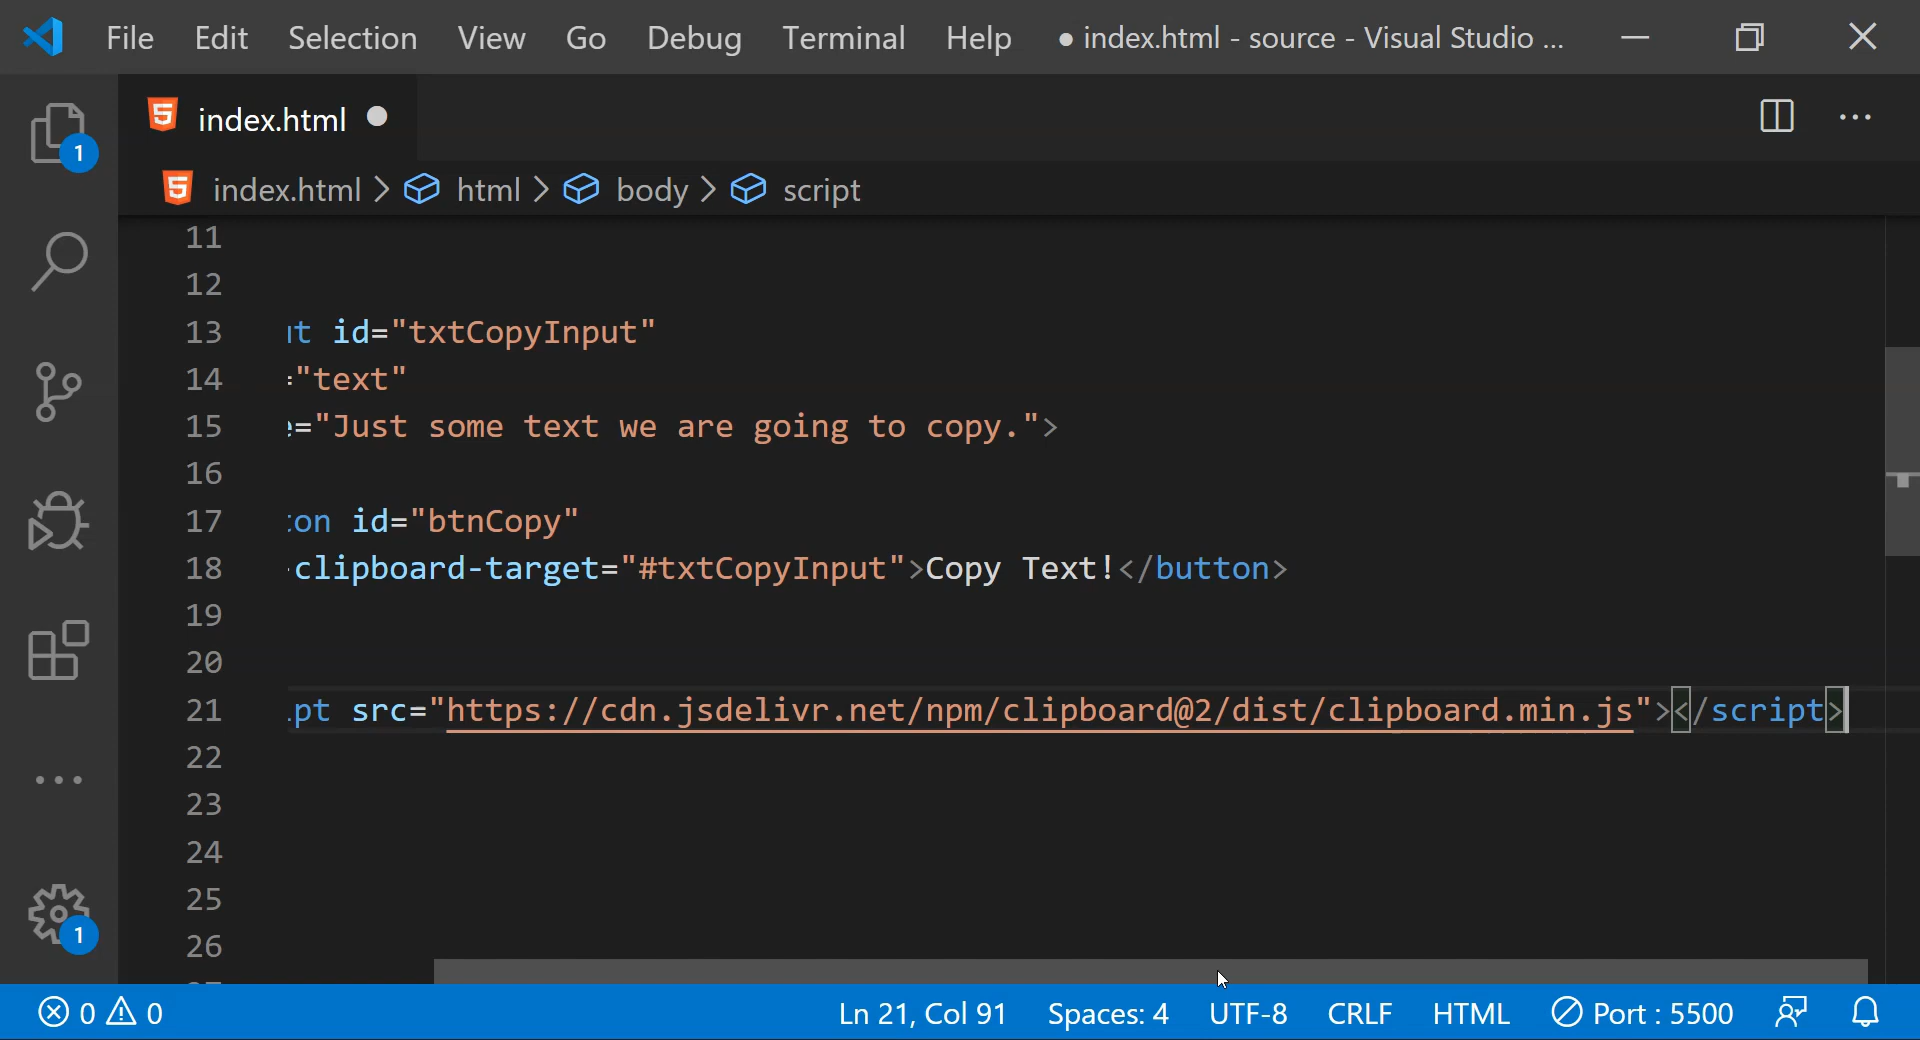 File Edit Selection View Go Debug Terminal Help ● index.html - source - Visual Studio ...
index.html ●
index.html > html > body > script
1
11
12
13 ut id="txtCopyInput"
14 ="text"
15 e="Just some text we are going to copy.">
16
17 on id="btnCopy"
18 -clipboard-target="#txtCopyInput">Copy Text!</button>
19
20
21 ipt src="https://cdn.jsdelivr.net/npm/clipboard@2/dist/clipboard.min.js"></script>
22
23
24
25
26
1
0 0 Ln 21, Col 91 Spaces: 4 UTF-8 CRLF HTML Port : 5500